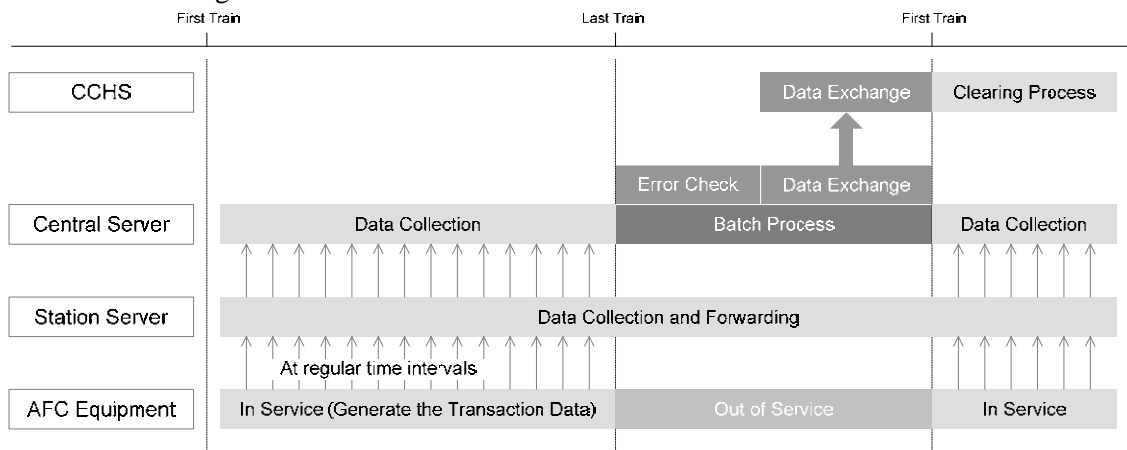 First Train Last Train First Train
CCHS Data Exchange Clearing Process
Error Check Data Exchange
Central Server Data Collection Batch Process Data Collection
Station Server Data Collection and Forwarding
At regular time intervals
AFC Equipment In Service (Generate the Transaction Data) Out of Service In Service